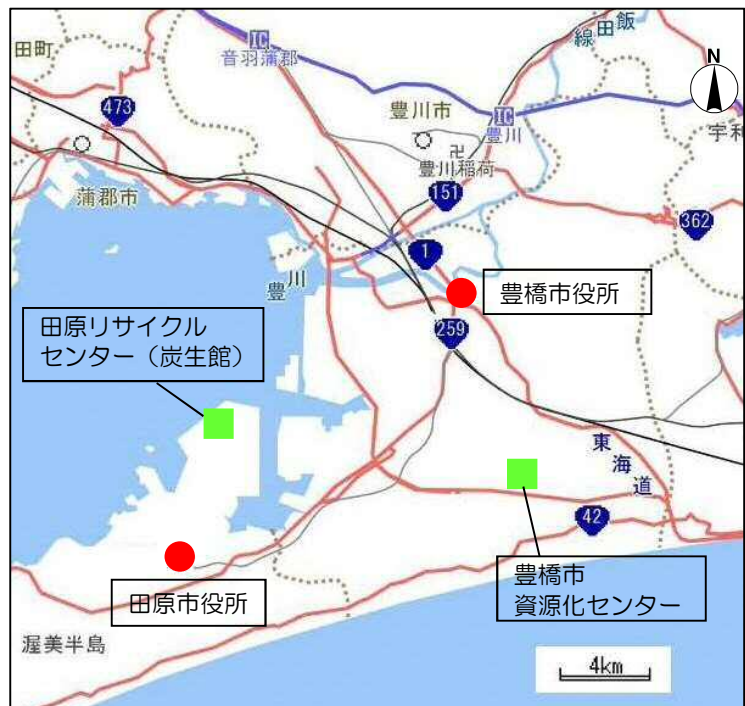 飯
田
線
N
田町
IC
音羽蒲郡
473
豊川市
IC
豊川
卍
豊川稲荷
宇和
蒲郡市
151
362
1
豊川
豊橋市役所
田原リサイクル
センター（炭生館）
259
東
海
道
42
田原市役所
豊橋市
資源化センター
渥美半島
4km